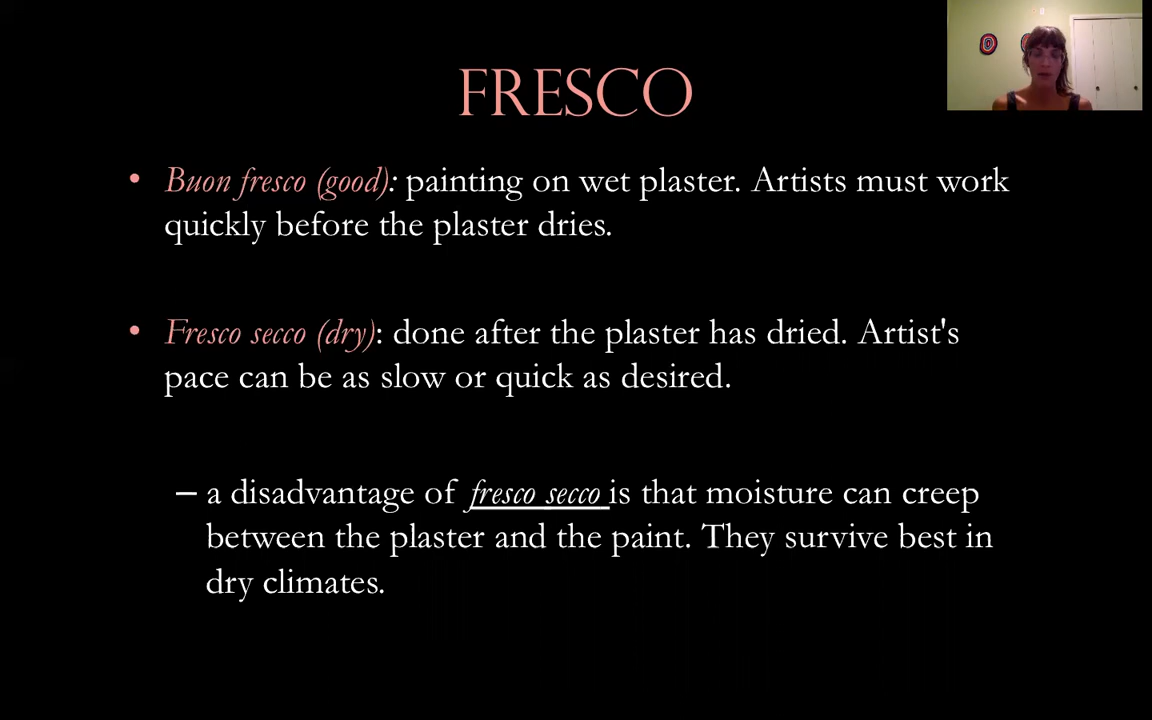 FRESCO
• Buon fresco (good): painting on wet plaster. Artists must work
quickly before the plaster dries.
• Fresco secco (dry): done after the plaster has dried. Artist's
pace can be as slow or quick as desired.
– a disadvantage of fresco secco is that moisture can creep
between the plaster and the paint. They survive best in
dry climates.